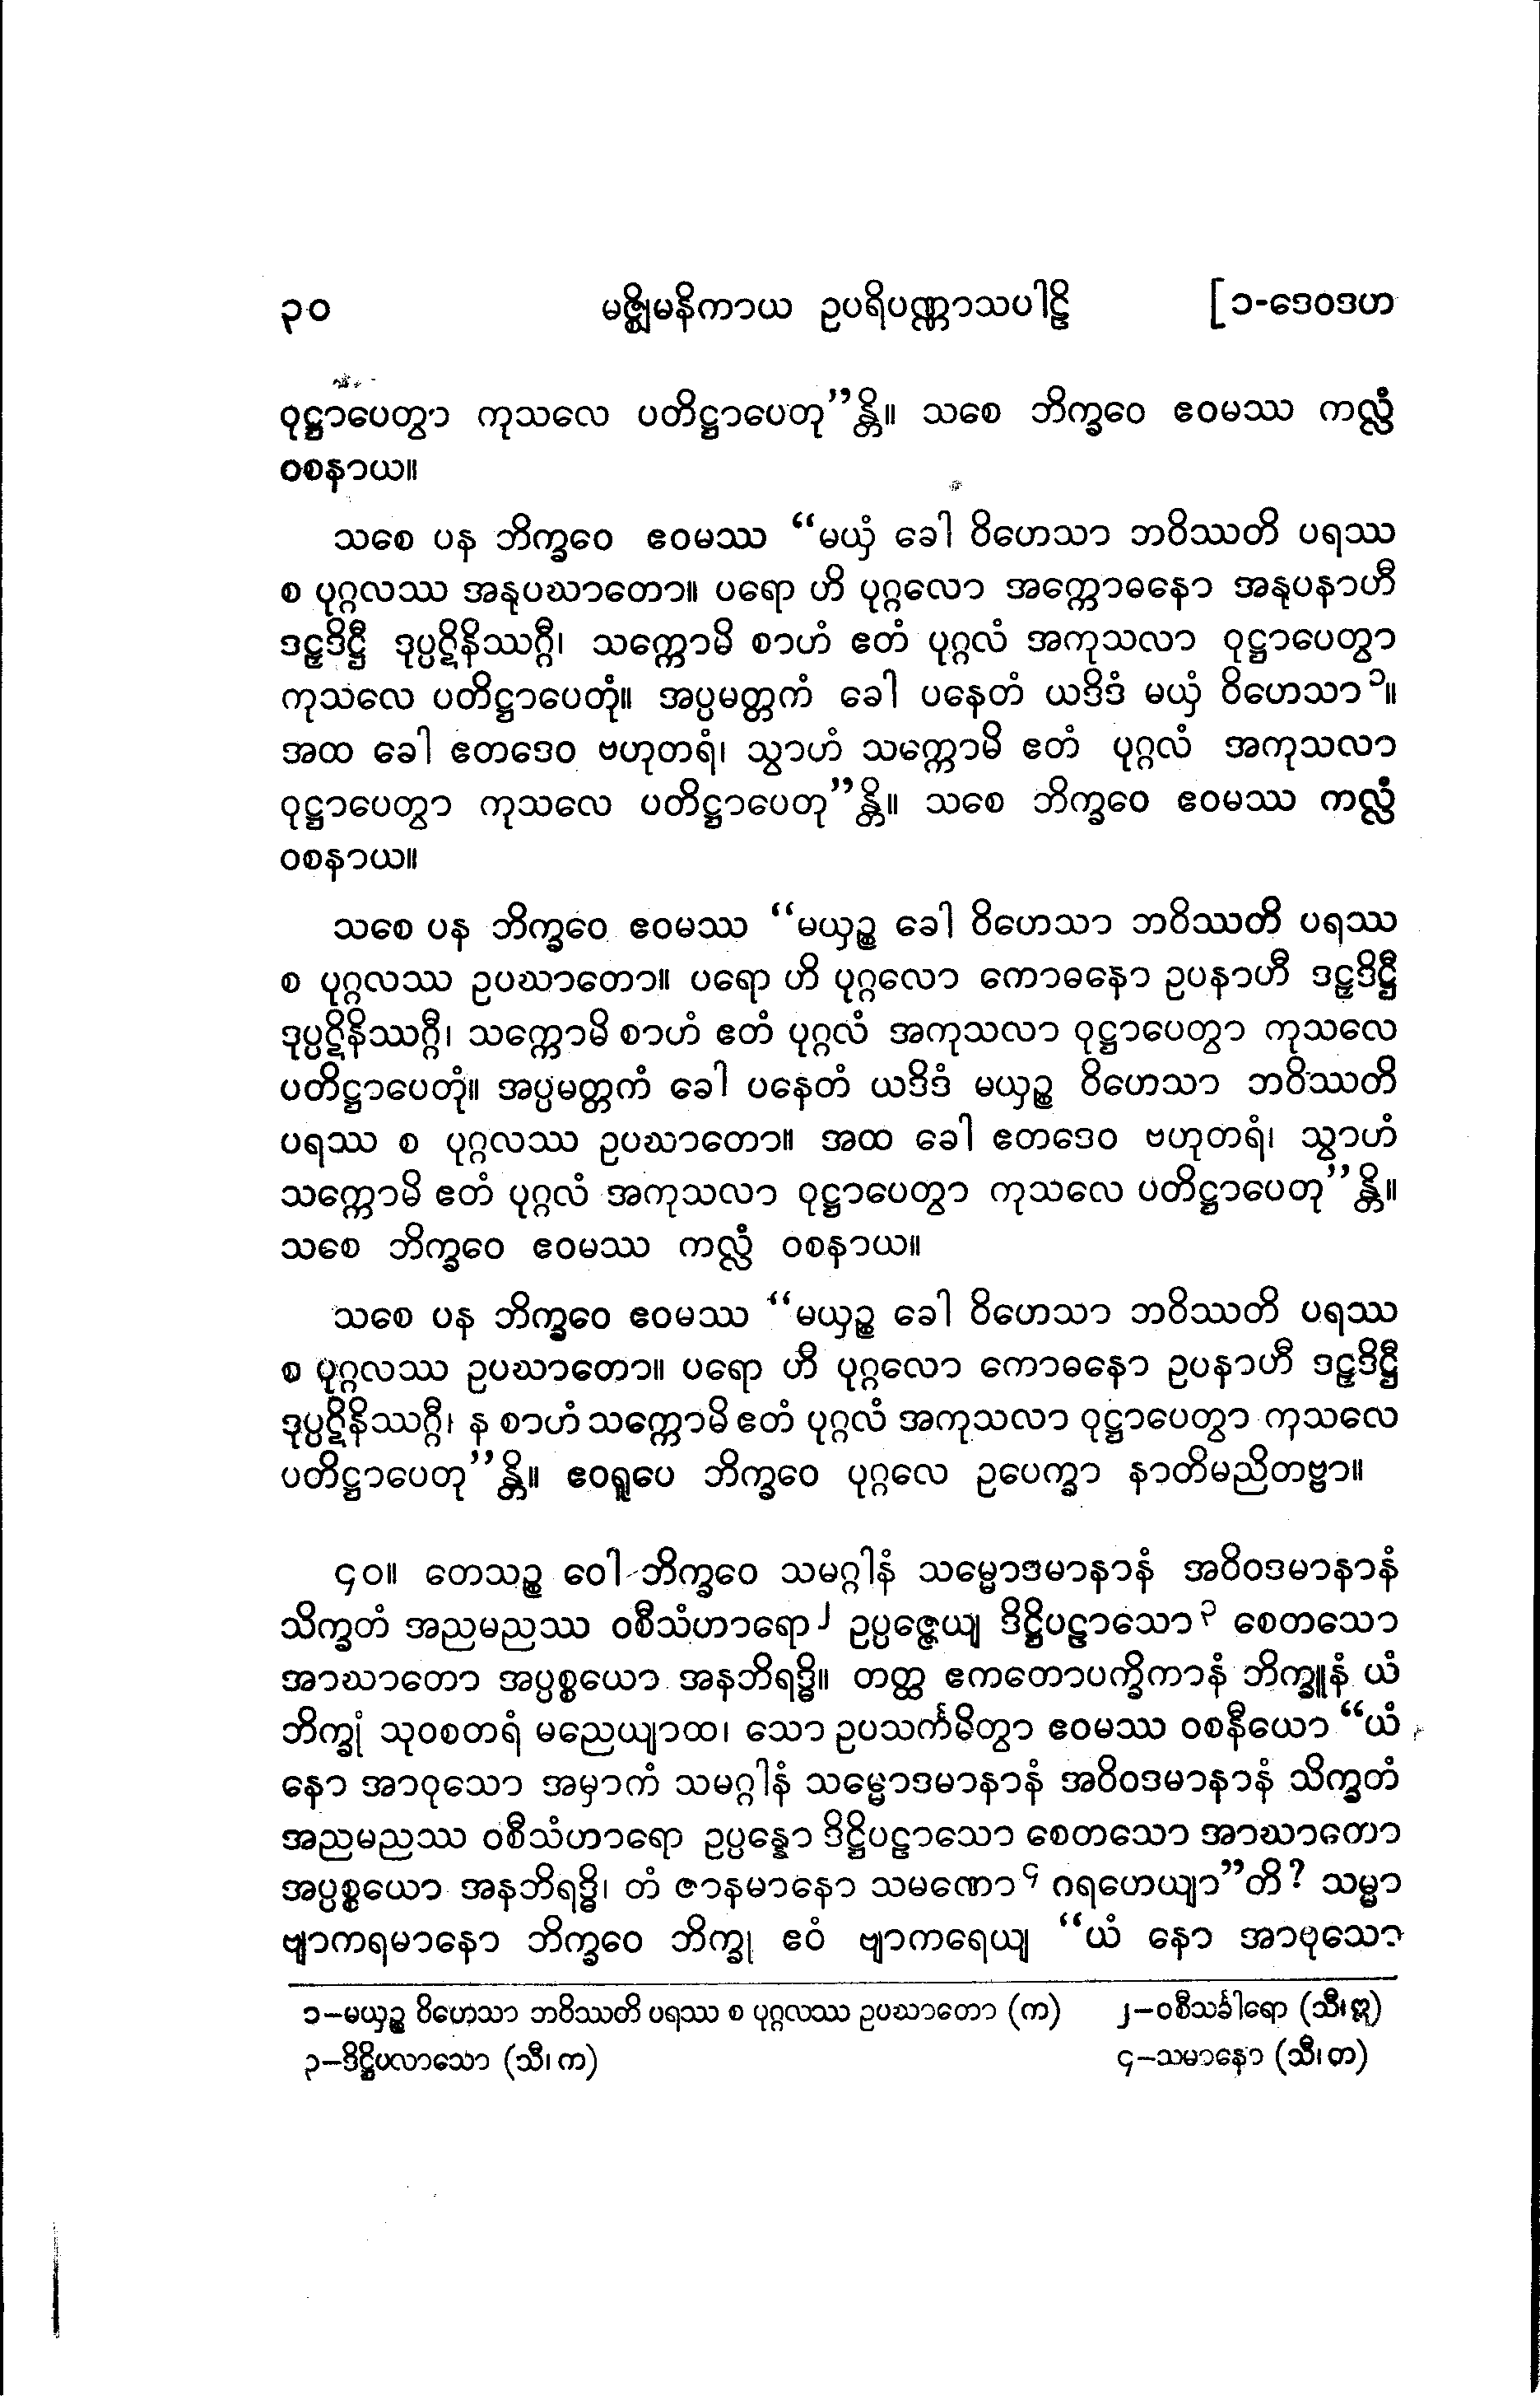 ၃၀ မဇ္ဈိမနိကာယ ဥပရိပဏ္ဏာသပါဠိ [၁-ဒေဝဒဟ
ဝုဋ္ဌာပေတွာ ကုသလေ ပတိဋ္ဌာပေတု”န္တိ။ သစေ ဘိက္ခဝေ ဧဝမဿ ကလ္လံ
ဝစနာယ။
သစေ ပန ဘိက္ခဝေ ဧဝမဿ “မယှံ ခေါ ဝိဟေသာ ဘဝိဿတိ ပရဿ
စ ပုဂ္ဂလဿ အနုပဃာတော။ ပရော ဟိ ပုဂ္ဂလော အက္ကောဓနော အနုပနာဟီ
ဒဠှဒိဋ္ဌီ ဒုပ္ပဋိနိဿဂ္ဂီ၊ သက္ကောမိ စာဟံ ဧတံ ပုဂ္ဂလံ အကုသလာ ဝုဋ္ဌာပေတွာ
ကုသလေ ပတိဋ္ဌာပေတုံ။ အပ္ပမတ္တကံ ခေါ ပနေတံ ယဒိဒံ မယှံ ဝိဟေသာ ၁။
အထ ခေါ ဧတဒေဝ ဗဟုတရံ၊ သွာဟံ သက္ကောမိ ဧတံ ပုဂ္ဂလံ အကုသလာ
ဝုဋ္ဌာပေတွာ ကုသလေ ပတိဋ္ဌာပေတု”န္တိ။ သစေ ဘိက္ခဝေ ဧဝမဿ ကလ္လံ
ဝစနာယ။
သစေ ပန ဘိက္ခဝေ ဧဝမဿ “မယှဉ္စ ခေါ ဝိဟေသာ ဘဝိဿတိ ပရဿ
စ ပုဂ္ဂလဿ ဥပဃာတော။ ပရော ဟိ ပုဂ္ဂလော ကောဓနော ဥပနာဟီ ဒဠှဒိဋ္ဌီ
ဒုပ္ပဋိနိဿဂ္ဂီ၊ သက္ကောမိ စာဟံ ဧတံ ပုဂ္ဂလံ အကုသလာ ဝုဋ္ဌာပေတွာ ကုသလေ
ပတိဋ္ဌာပေတုံ။ အပ္ပမတ္တကံ ခေါ ပနေတံ ယဒိဒံ မယှဉ္စ ဝိဟေသာ ဘဝိဿတိ
ပရဿ စ ပုဂ္ဂလဿ ဥပဃာတော။ အထ ခေါ ဧတဒေဝ ဗဟုတရံ၊ သွာဟံ
သက္ကောမိ ဧတံ ပုဂ္ဂလံ အကုသလာ ဝုဋ္ဌာပေတွာ ကုသလေ ပတိဋ္ဌာပေတု”န္တိ။
သစေ ဘိက္ခဝေ ဧဝမဿ ကလ္လံ ဝစနာယ။
သစေ ပန ဘိက္ခဝေ ဧဝမဿ “မယှဉ္စ ခေါ ဝိဟေသာ ဘဝိဿတိ ပရဿ
စ ပုဂ္ဂလဿ ဥပဃာတော။ ပရော ဟိ ပုဂ္ဂလော ကောဓနော ဥပနာဟီ ဒဠှဒိဋ္ဌီ
ဒုပ္ပဋိနိဿဂ္ဂီ၊ န စာဟံ သက္ကောမိ ဧတံ ပုဂ္ဂလံ အကုသလာ ဝုဋ္ဌာပေတွာ ကုသလေ
ပတိဋ္ဌာပေတု”န္တိ။ ဧဝရူပေ ဘိက္ခဝေ ပုဂ္ဂလေ ဥပေက္ခာ နာတိမညိတဗ္ဗာ။
၄၀။ တေသဉ္စ ဝေါ ဘိက္ခဝေ သမဂ္ဂါနံ သမ္မောဒမာနာနံ အဝိဝဒမာနာနံ
သိက္ခတံ အညမညဿ ဝစီသံဟာရော ၂ ဥပ္ပဇ္ဇေယျ ဒိဋ္ဌိပဠာသော ၃ စေတသော
အာဃာတော အပ္ပစ္စယော အနဘိရဒ္ဓိ။ တတ္ထ ဧကတောပက္ခိကာနံ ဘိက္ခူနံ ယံ
ဘိက္ခုံ သုဝစတရံ မညေယျာထ၊ သော ဥပသင်္ကမိတွာ ဧဝမဿ ဝစနီယော “ယံ
နော အာဝုသော အမှာကံ သမဂ္ဂါနံ သမ္မောဒမာနာနံ အဝိဝဒမာနာနံ သိက္ခတံ
အညမညဿ ဝစီသံဟာရော ဥပ္ပန္နော ဒိဋ္ဌိပဠာသော စေတသော အာဃာတော
အပ္ပစ္စယော အနဘိရဒ္ဓိ၊ တံ ဇာနမာနော သမဏော ၄ ဂရဟေယျာ”တိ? သမ္မာ
ဗျာကရမာနော ဘိက္ခဝေ ဘိက္ခု ဧဝံ ဗျာကရေယျ “ယံ နော အာဝုသော
၁–မယှဉ္စ ဝိဟေသာ ဘဝိဿတိ ပရဿ စ ပုဂ္ဂလဿ ဥပဃာတော (က) ၂–ဝစီသင်္ခါရော (သီ၊ဣ)
၃–ဒိဋ္ဌိပလာသော (သီ၊ က) ၄–သမာနော (သီ၊ က)